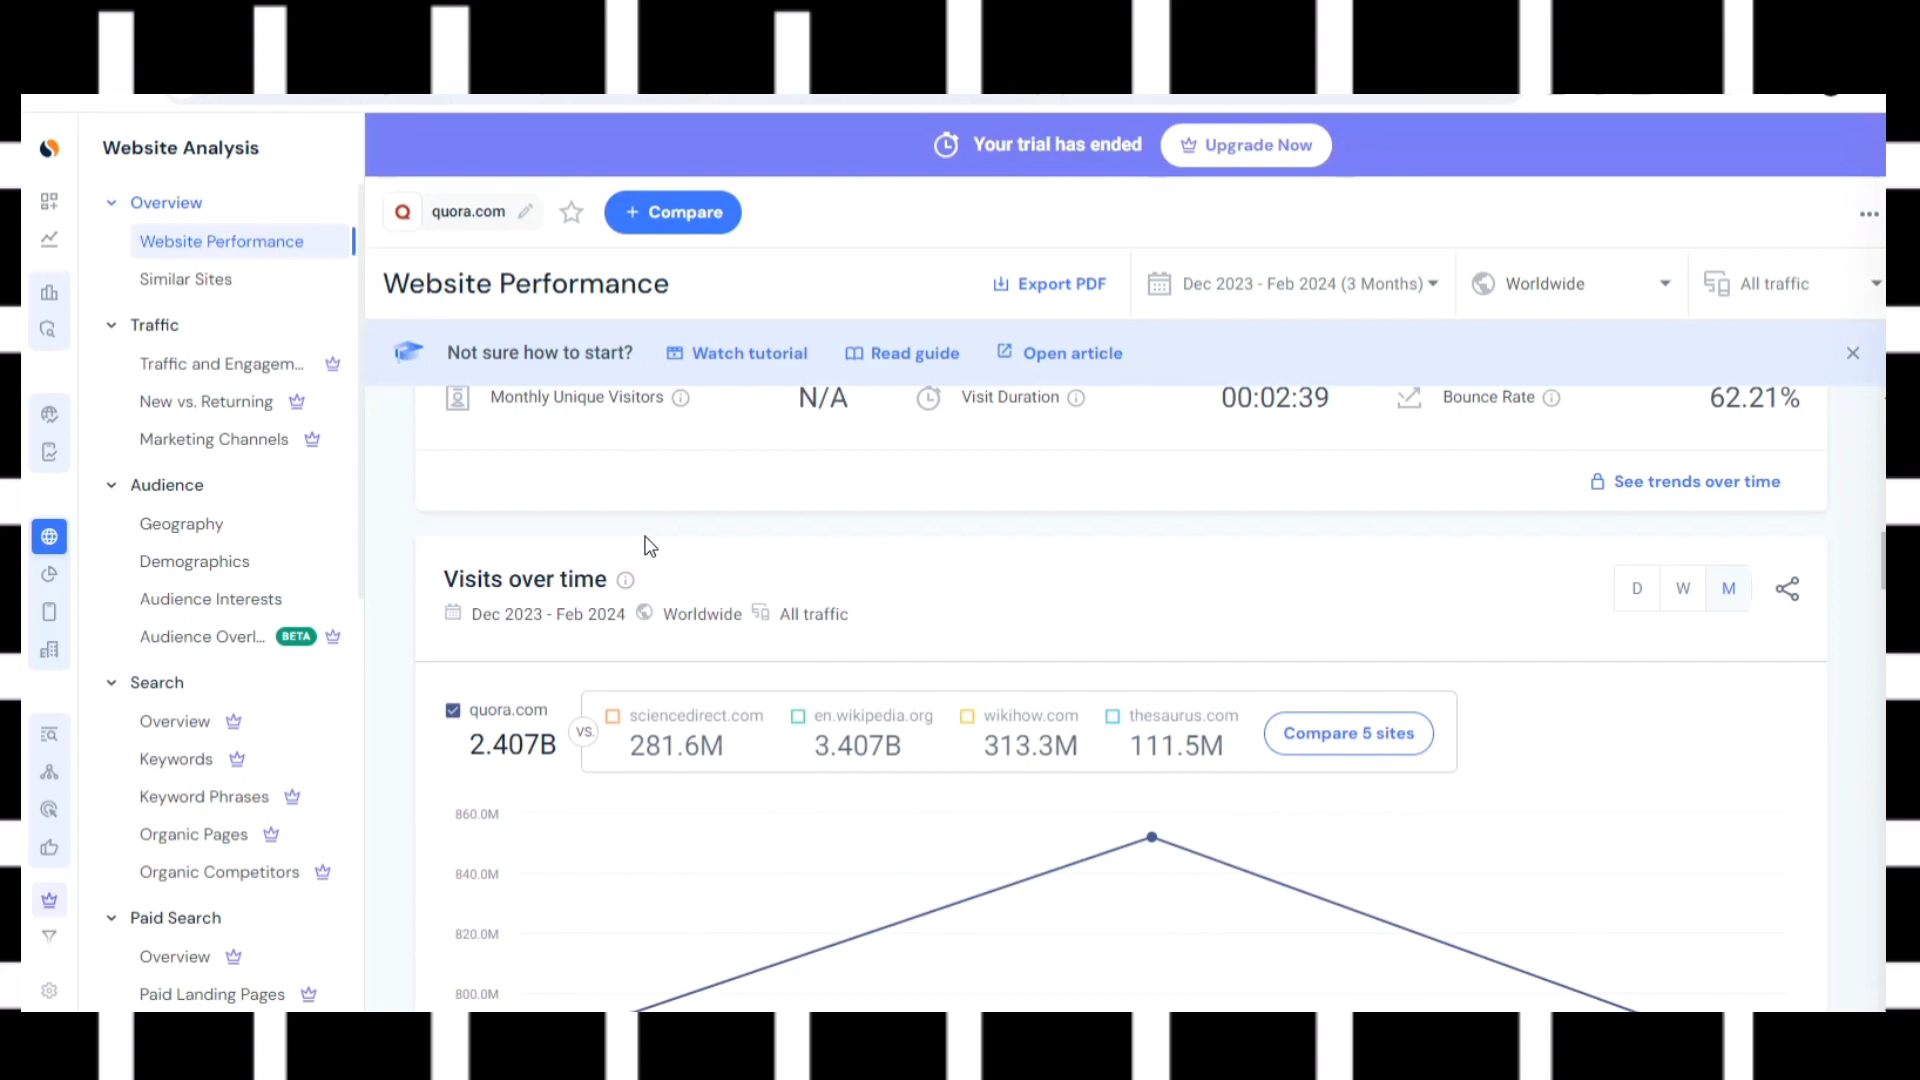 Website Analysis
Your trial has ended
Upgrade Now
Overview
Website Performance
Similar Sites
Traffic
Traffic and Engagem...
New vs. Returning
Marketing Channels
Audience
Geography
Demographics
Audience Interests
Audience Overl... BETA
Search
Overview
Keywords
Keyword Phrases
Organic Pages
Organic Competitors
Paid Search
Overview
Paid Landing Pages
quora.com
+ Compare
Website Performance
Export PDF
Dec 2023 - Feb 2024 (3 Months)
Worldwide
All traffic
Not sure how to start?
Watch tutorial
Read guide
Open article
Monthly Unique Visitors N/A
Visit Duration 00:02:39
Bounce Rate 62.21%
See trends over time
Visits over time
Dec 2023 - Feb 2024 Worldwide All traffic
D W M
quora.com
2.407B
VS.
sciencedirect.com
281.6M
en.wikipedia.org
3.407B
wikihow.com
313.3M
thesaurus.com
111.5M
Compare 5 sites
860.0M
840.0M
820.0M
800.0M